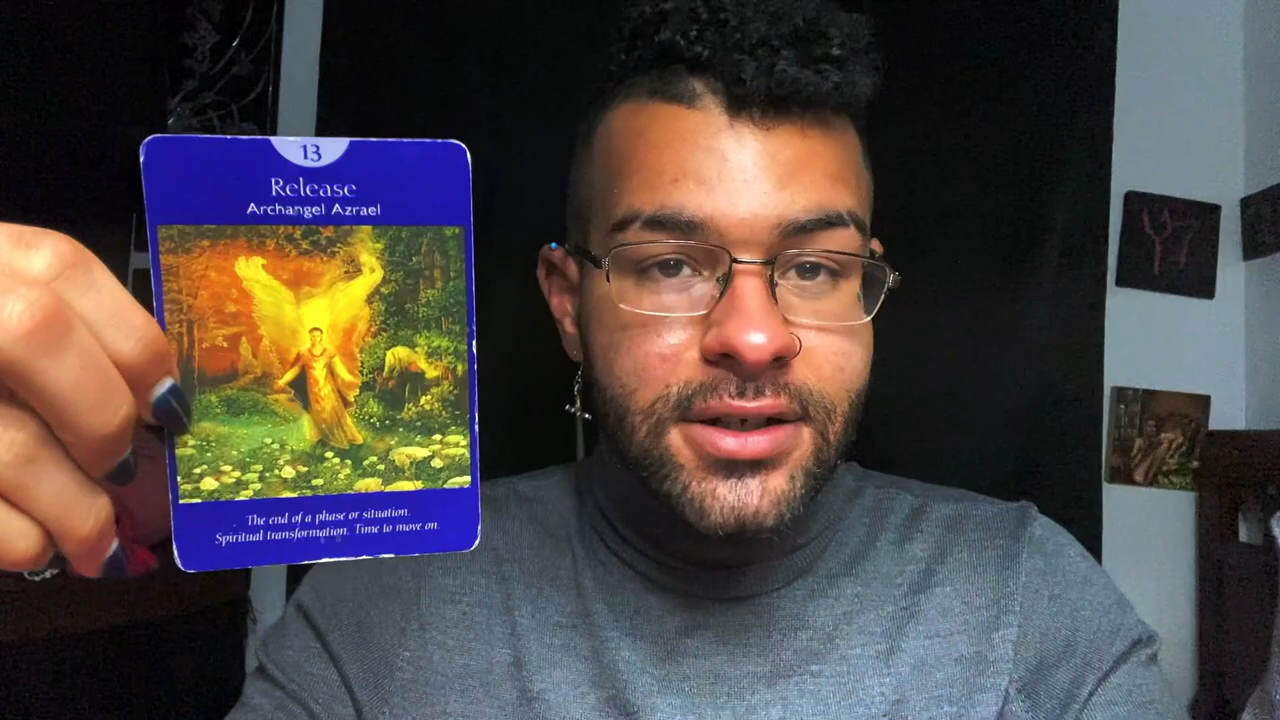 13
Release
Archangel Azrael
The end of a phase or situation.
Spiritual transformation. Time to move on.